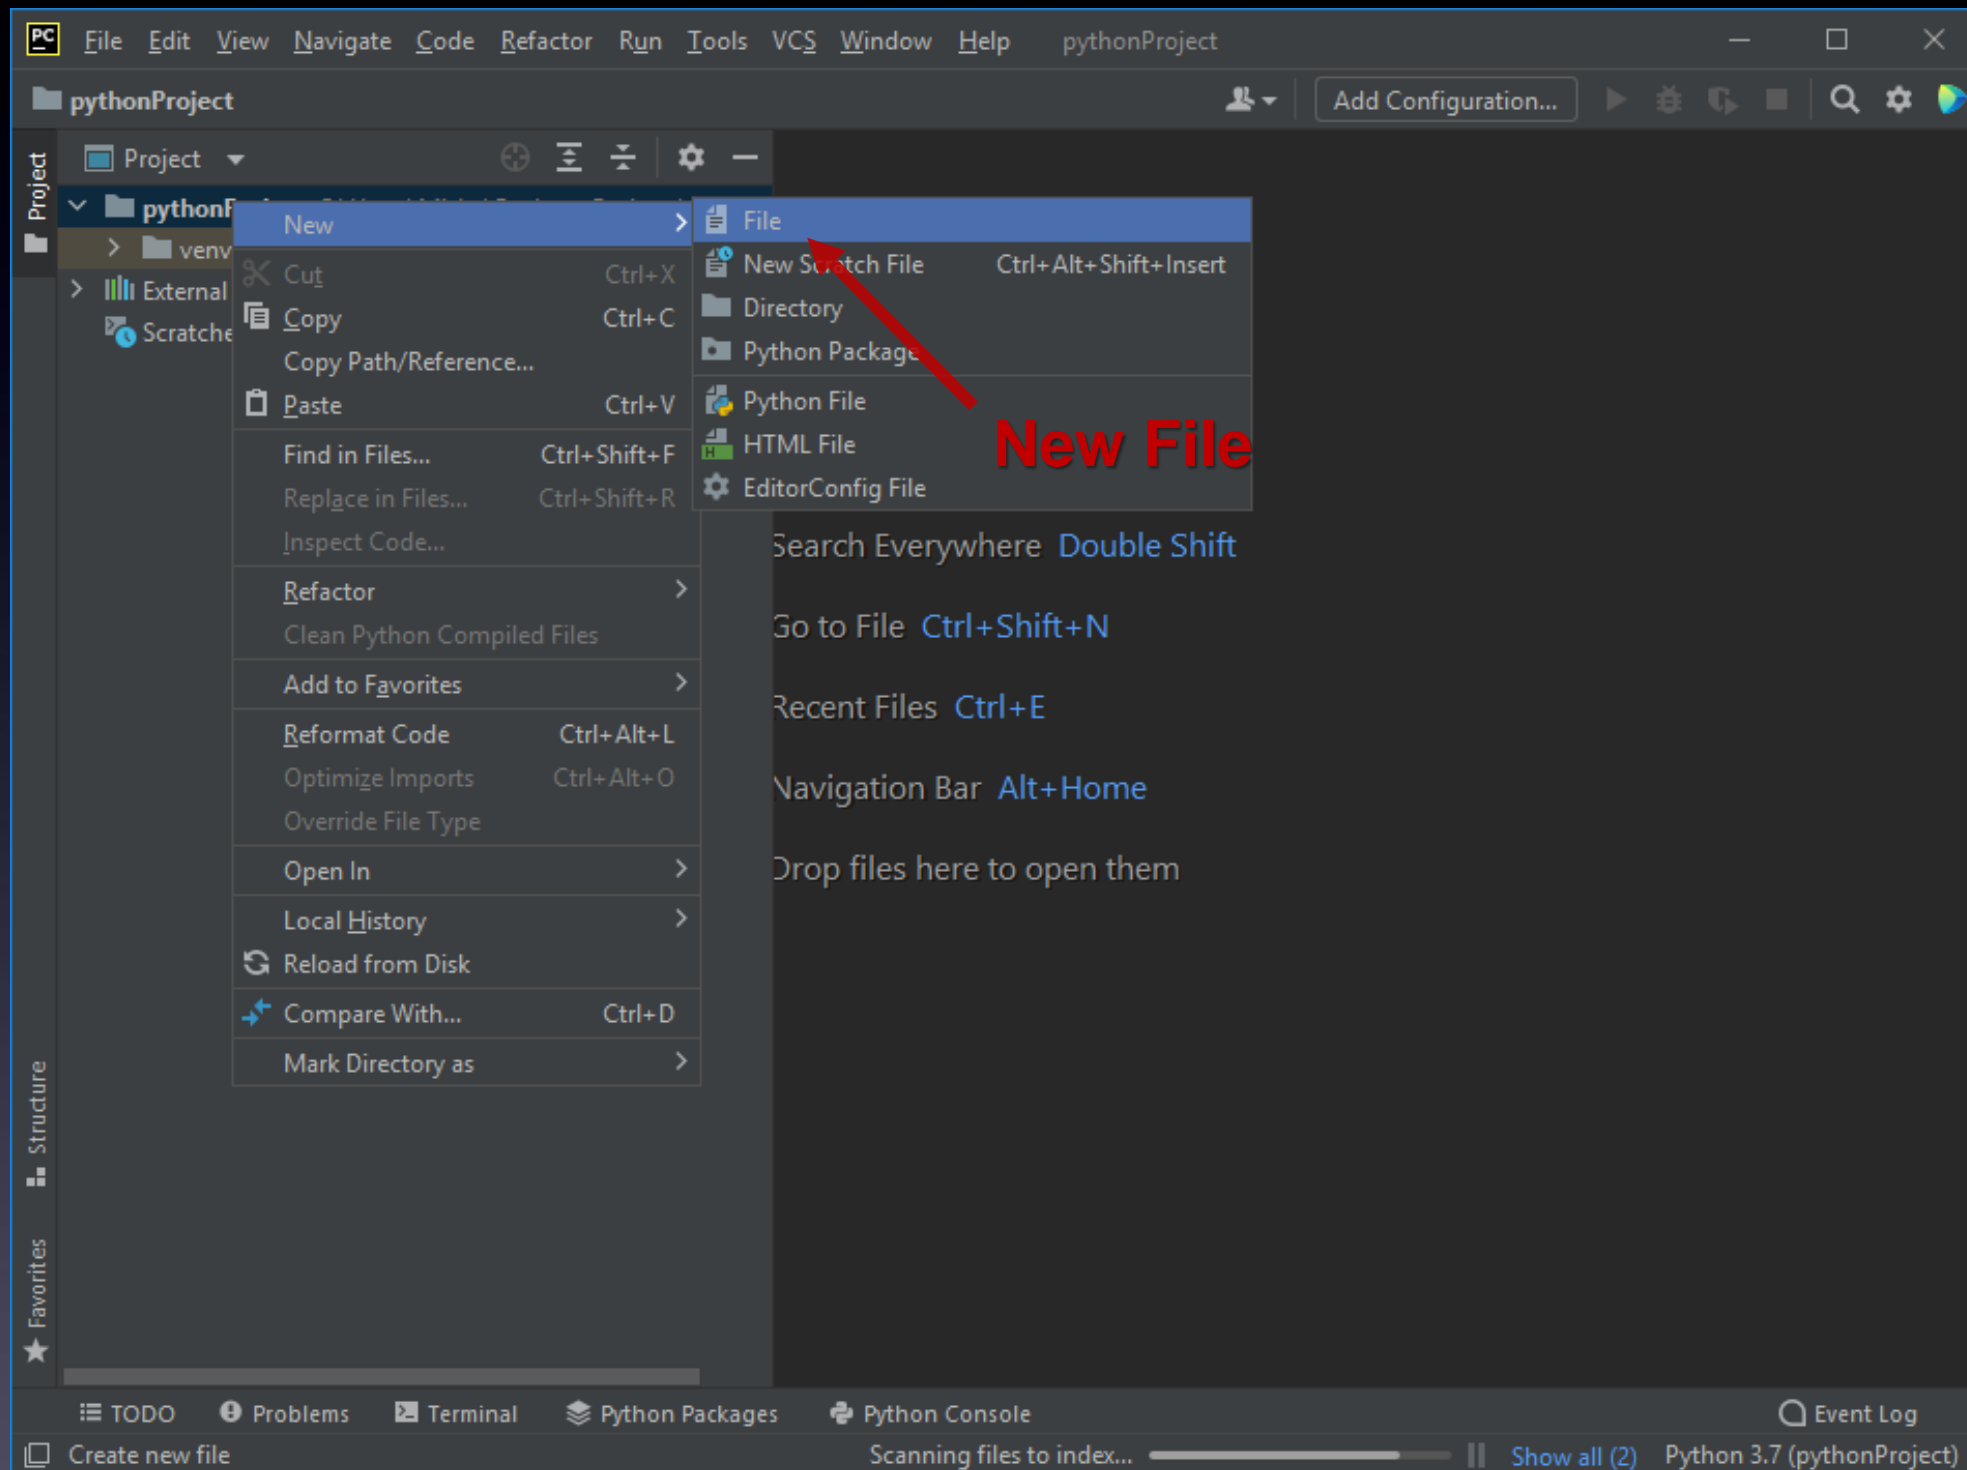 PC File Edit View Navigate Code Refactor Run Tools VCS Window Help pythonProject
pythonProject Add Configuration...
Project
Project
pythonP
venv
External
Scratche
New
Cut Ctrl+X
Copy Ctrl+C
Copy Path/Reference...
Paste Ctrl+V
Find in Files... Ctrl+Shift+F
Replace in Files... Ctrl+Shift+R
Inspect Code...
Refactor
Clean Python Compiled Files
Add to Favorites
Reformat Code Ctrl+Alt+L
Optimize Imports Ctrl+Alt+O
Override File Type
Open In
Local History
Reload from Disk
Compare With... Ctrl+D
Mark Directory as
File
New Scratch File Ctrl+Alt+Shift+Insert
Directory
Python Package
Python File
HTML File
EditorConfig File
New File
Search Everywhere Double Shift
Go to File Ctrl+Shift+N
Recent Files Ctrl+E
Navigation Bar Alt+Home
Drop files here to open them
Structure
Favorites
TODO Problems Terminal Python Packages Python Console Event Log
Create new file Scanning files to index... Show all (2) Python 3.7 (pythonProject)